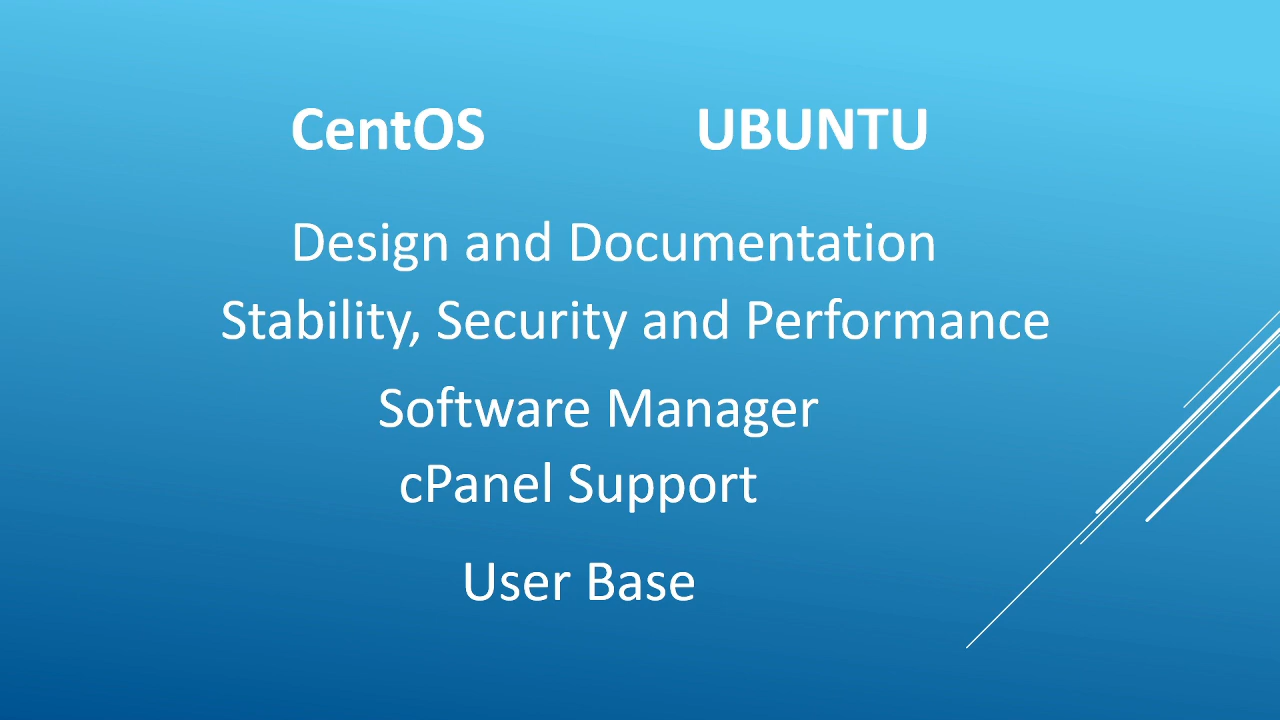 CentOS UBUNTU
Design and Documentation
Stability, Security and Performance
Software Manager
cPanel Support
User Base